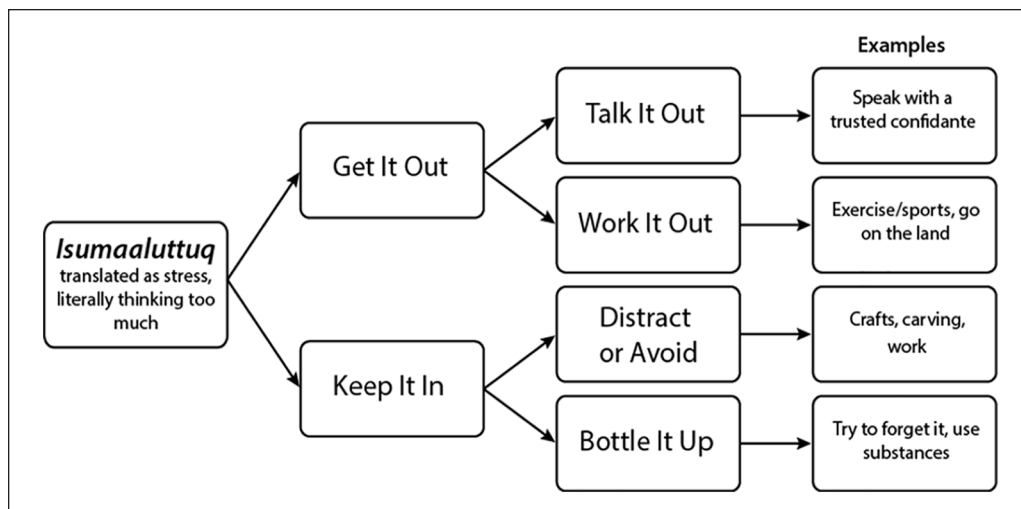 Examples
Isumaaluttuq
translated as stress,
literally thinking too
much
Get It Out
Keep It In
Talk It Out
Work It Out
Distract
or Avoid
Bottle It Up
Speak with a
trusted confidante
Exercise/sports, go
on the land
Crafts, carving,
work
Try to forget it, use
substances